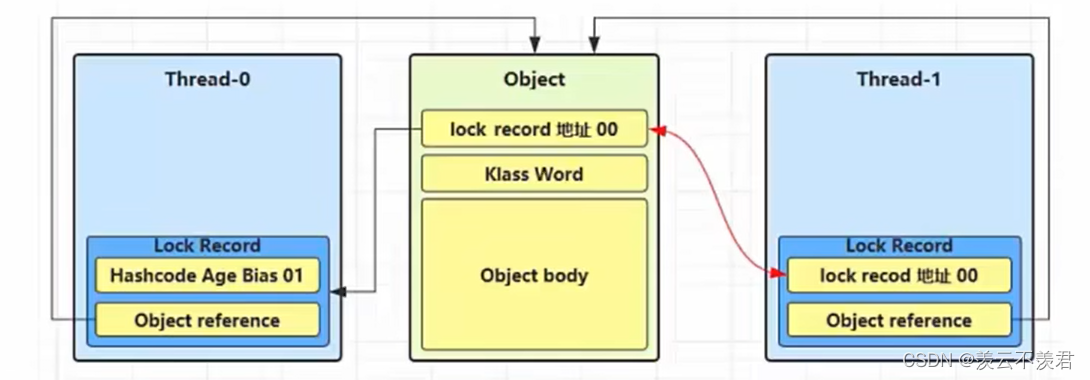 Thread-0
Object
Thread-1
lock record 地址 00
Klass Word
Lock Record
Hashcode Age Bias 01
Object reference
Object body
Lock Record
lock recod 地址 00
Object reference
CSDN @羡云不羡君